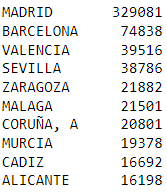 MADRID 329081
BARCELONA 74838
VALENCIA 39516
SEVILLA 38786
ZARAGOZA 21882
MALAGA 21501
CORUÑA, A 20801
MURCIA 19378
CADIZ 16692
ALICANTE 16198